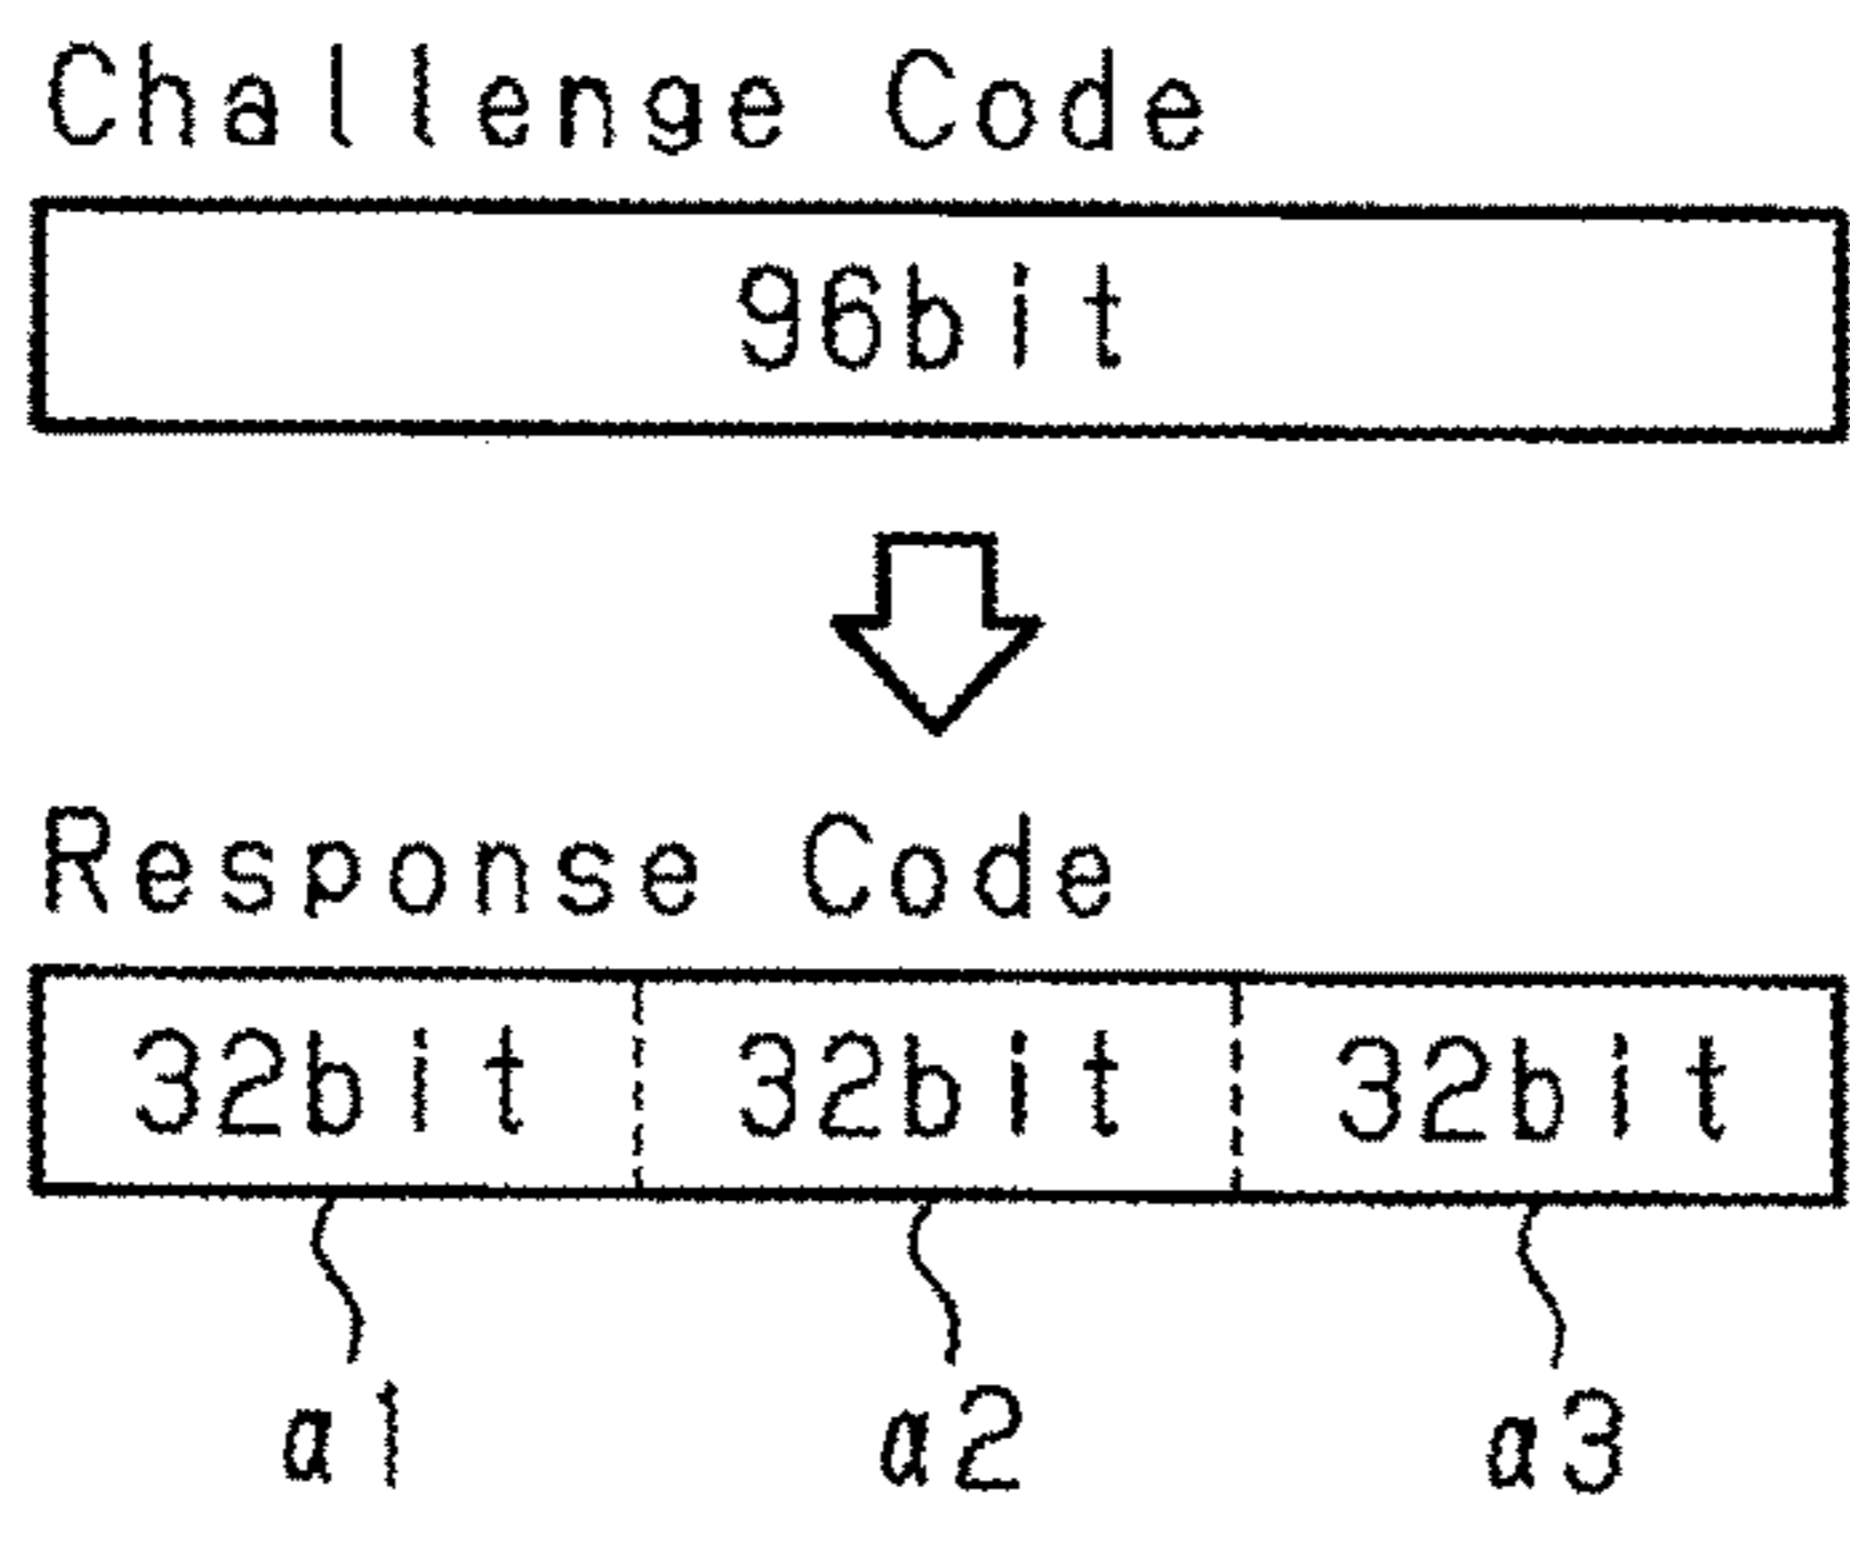 Challenge Code
96bit
Response Code
32bit 32bit 32bit
a1 a2 a3